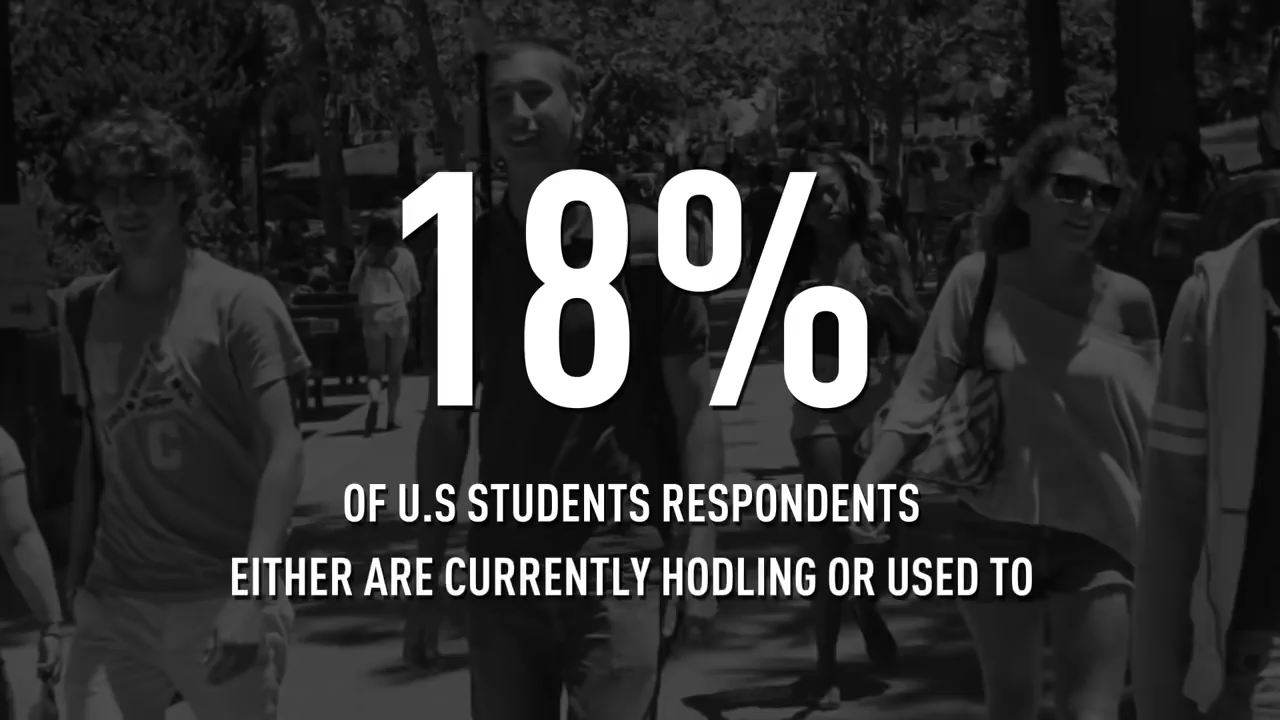 18%
OF U.S STUDENTS RESPONDENTS
EITHER ARE CURRENTLY HODLING OR USED TO